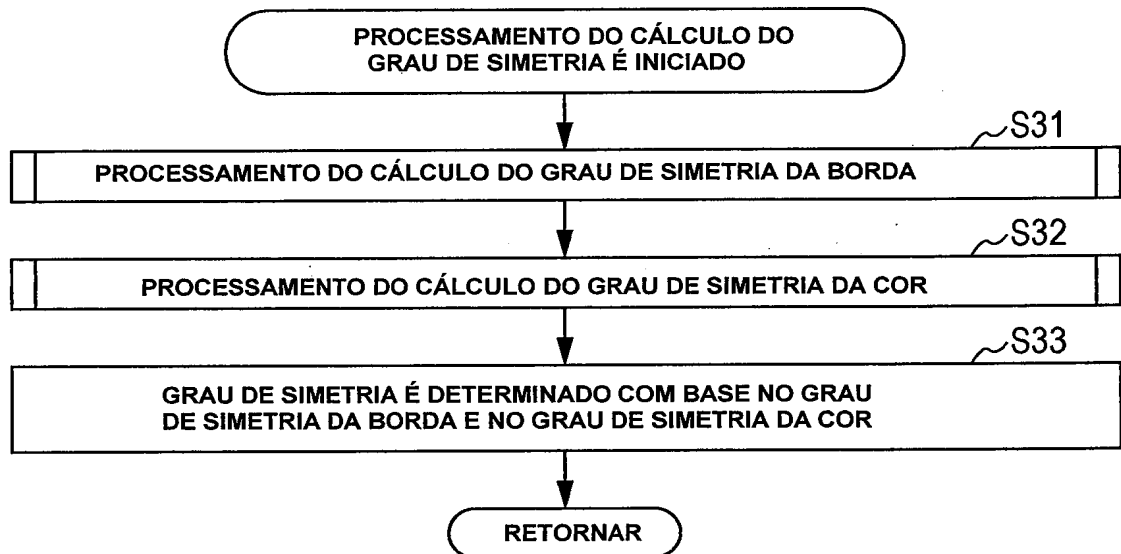 PROCESSAMENTO DO CÁLCULO DO
GRAU DE SIMETRIA É INICIADO
S31
PROCESSAMENTO DO CÁLCULO DO GRAU DE SIMETRIA DA BORDA
S32
PROCESSAMENTO DO CÁLCULO DO GRAU DE SIMETRIA DA COR
S33
GRAU DE SIMETRIA É DETERMINADO COM BASE NO GRAU
DE SIMETRIA DA BORDA E NO GRAU DE SIMETRIA DA COR
RETORNAR